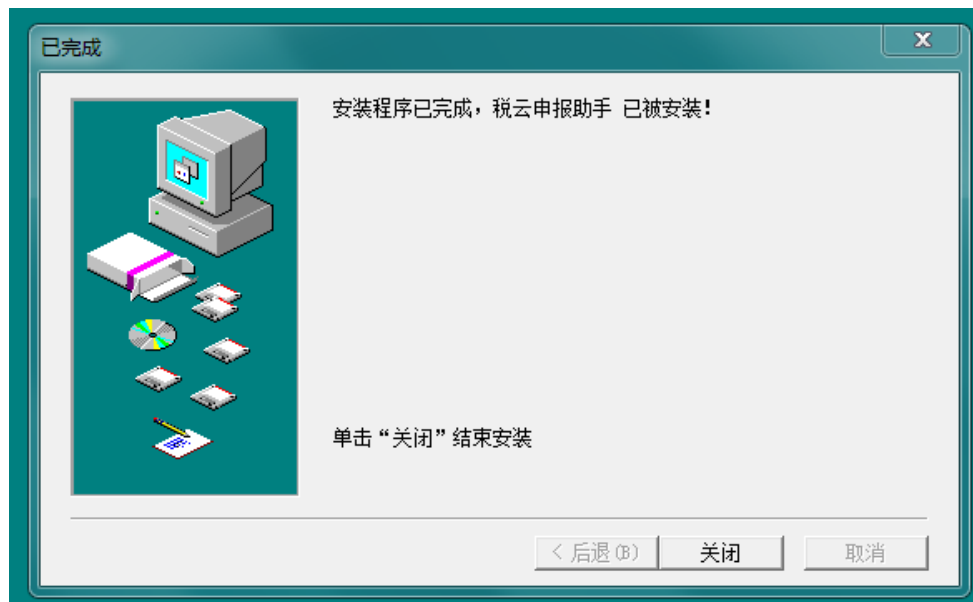 已完成
安装程序已完成，税云申报助手 已被安装!
单击“关闭”结束安装
< 后退(B)
关闭
取消